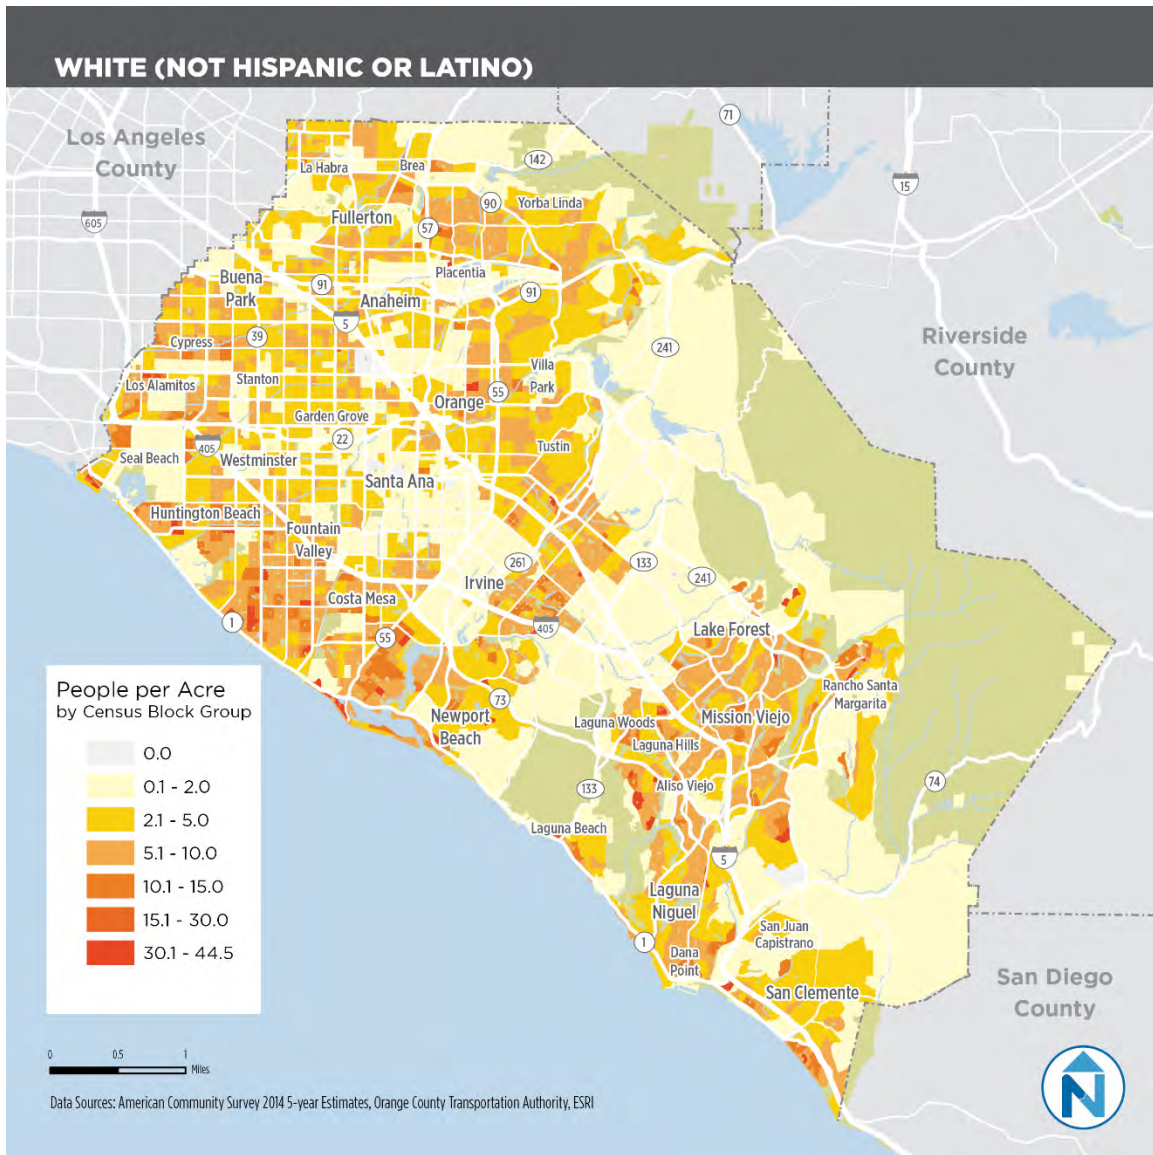 WHITE (NOT HISPANIC OR LATINO)
Los Angeles
County
71
142
15
La Habra
Brea
605
90
Yorba Linda
Fullerton
57
Placentia
Buena
Park
91
Anaheim
91
5
Riverside
County
Cypress
39
241
Villa
Park
Los Alamitos
Stanton
55
Orange
Garden Grove
22
Tustin
405
Seal Beach
Westminster
Santa Ana
Huntington Beach
Fountain
Valley
261
133
Irvine
241
Costa Mesa
1
405
Lake Forest
55
People per Acre
by Census Block Group
0.0
0.1 - 2.0
2.1 - 5.0
5.1 - 10.0
10.1 - 15.0
15.1 - 30.0
30.1 - 44.5
Rancho Santa
Margarita
73
Newport
Beach
Laguna Woods
Mission Viejo
Laguna Hills
133
Aliso Viejo
74
Laguna Beach
5
Laguna
Niguel
San Juan
Capistrano
1
Dana
Point
San Clemente
San Diego
County
0 0.5 1
Miles
Data Sources: American Community Survey 2014 5-year Estimates, Orange County Transportation Authority, ESRI
N